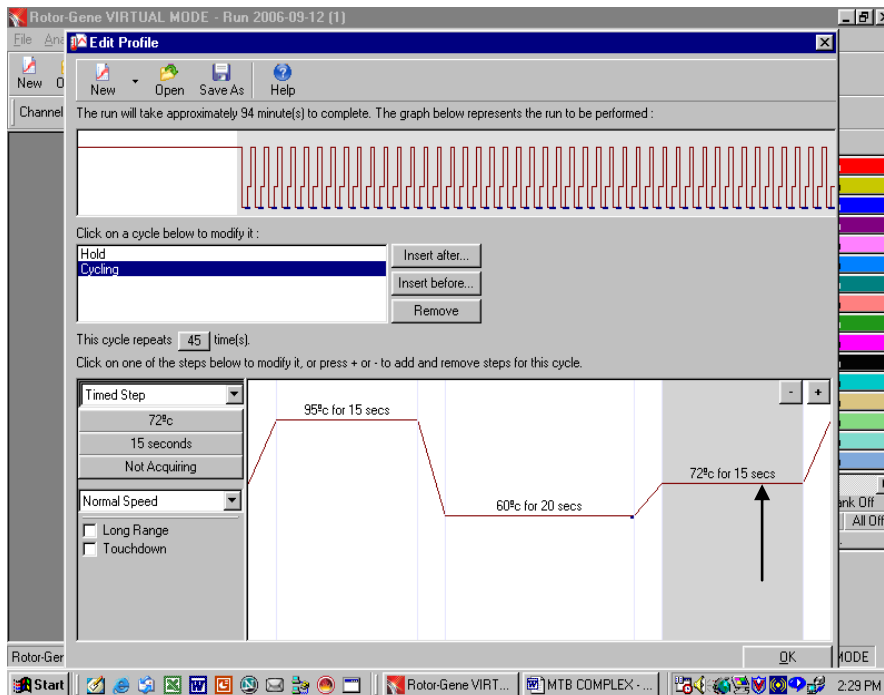 Rotor-Gene VIRTUAL MODE - Run 2006-09-12 (1)
File Ana
Edit Profile
New
New Open Save As Help
Channel
The run will take approximately 94 minute(s) to complete. The graph below represents the run to be performed :
Click on a cycle below to modify it :
Hold
Cycling
Insert after...
Insert before...
Remove
This cycle repeats 45 time(s).
Click on one of the steps below to modify it, or press + or - to add and remove steps for this cycle.
Timed Step
72ºc
15 seconds
Not Acquiring
Normal Speed
Long Range
Touchdown
95ºc for 15 secs
60ºc for 20 secs
72ºc for 15 secs
- +
ank Off
All Off
OK
Rotor-Ger
MODE
Start
Rotor-Gene VIRT...
MTB COMPLEX - ...
2:29 PM